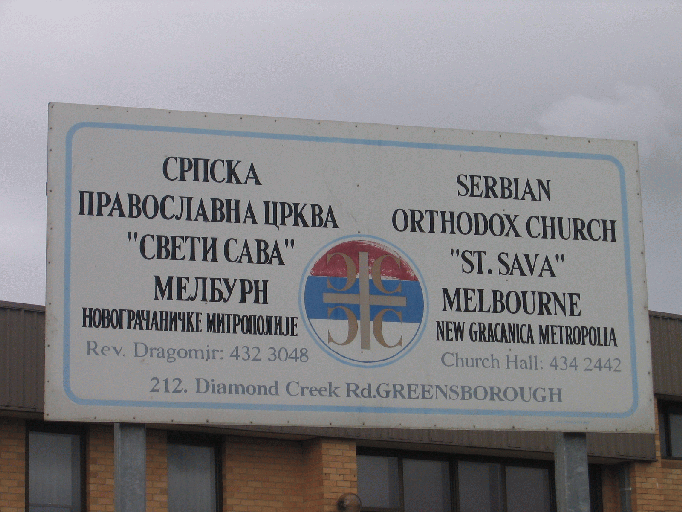 СРПСКА
ПРАВОСЛАВНА ЦРКВА
"СВЕТИ САВА"
МЕЛБУРН
НОВОГРАЧАНИЧКЕ МИТРОПОЛИЈЕ
Rev. Dragomir: 432 3048
SERBIAN
ORTHODOX CHURCH
"ST. SAVA"
MELBOURNE
NEW GRACANICA METROPOLIA
Church Hall: 434 2442
212. Diamond Creek Rd.GREENSBOROUGH